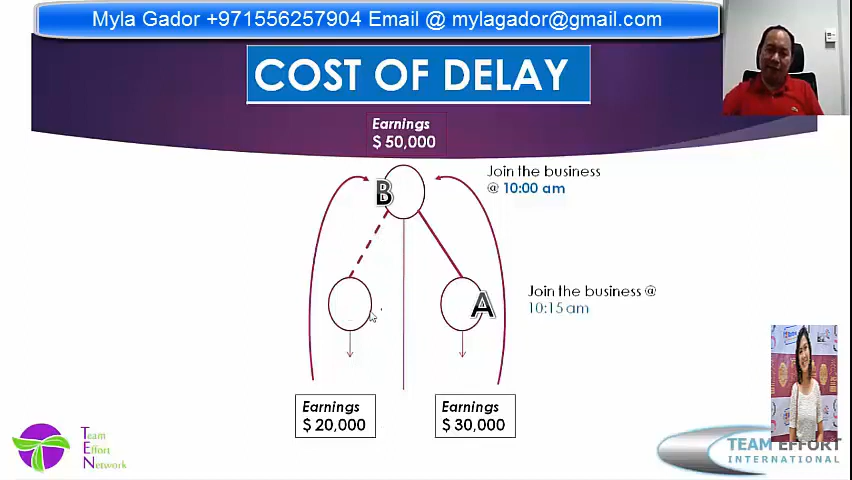 Myla Gador +971556257904 Email @ mylagador@gmail.com
COST OF DELAY
Earnings
$ 50,000
B
Join the business
@ 10:00 am
A
Join the business @
10:15 am
Earnings
$ 20,000
Earnings
$ 30,000
Team
Effort
Network
TEAM EFFORT
INTERNATIONAL